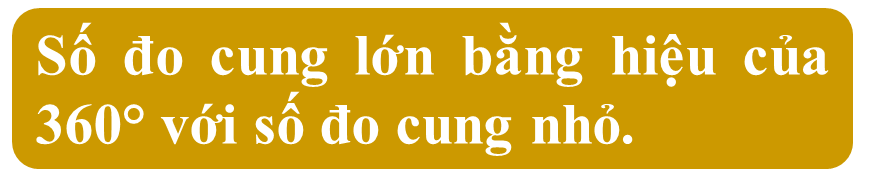 Số đo cung lớn bằng hiệu của
360° với số đo cung nhỏ.